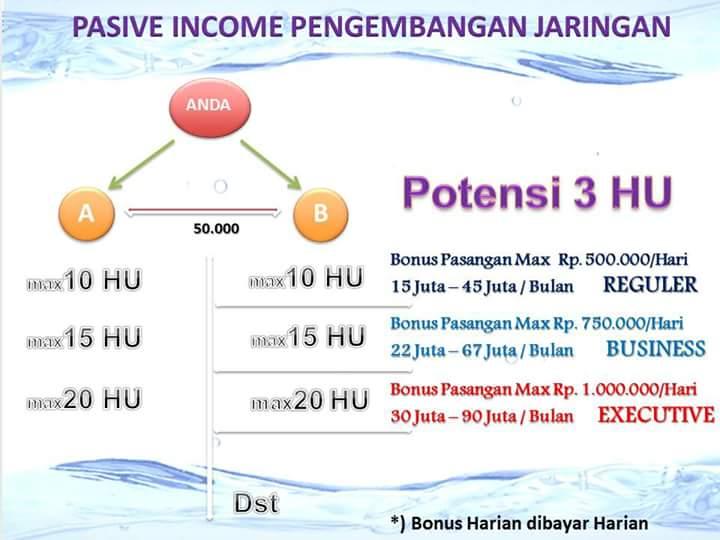 PASIVE INCOME PENGEMBANGAN JARINGAN
ANDA
A
B
50.000
Potensi 3 HU
max10 HU
max10 HU
Bonus Pasangan Max Rp. 500.000/Hari
15 Juta – 45 Juta / Bulan REGULER
max15 HU
max15 HU
Bonus Pasangan Max Rp. 750.000/Hari
22 Juta – 67 Juta / Bulan BUSINESS
max20 HU
max20 HU
Bonus Pasangan Max Rp. 1.000.000/Hari
30 Juta – 90 Juta / Bulan EXECUTIVE
Dst
*) Bonus Harian dibayar Harian